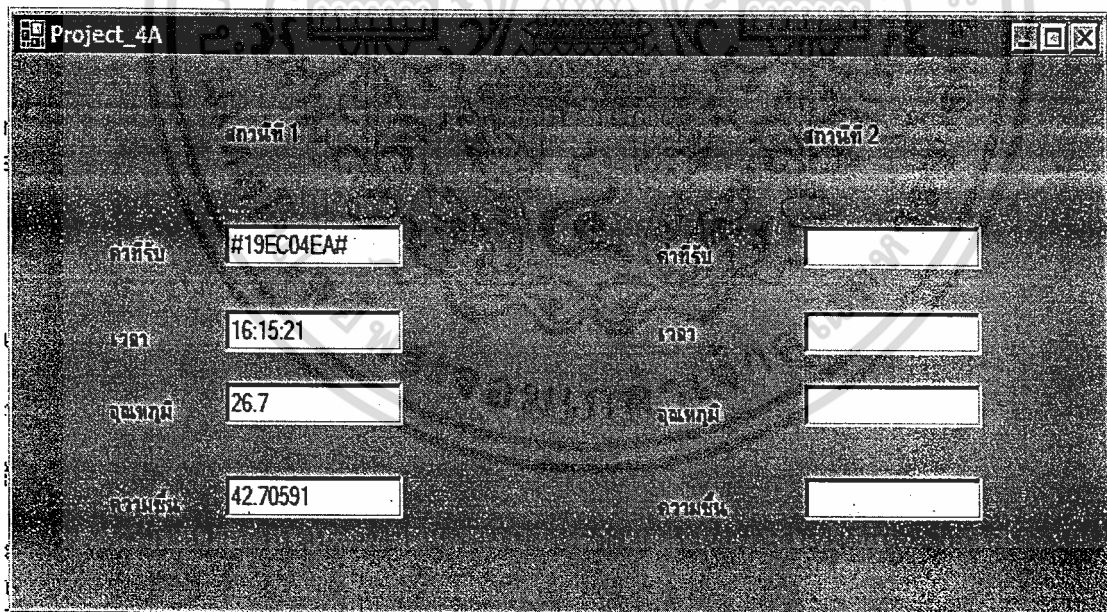 Project_4A
สถานีที่ 1 สถานีที่ 2
ค่าที่รับ #19EC04EA# ค่าที่รับ
เวลา 16:15:21 เวลา
อุณหภูมิ 26.7 อุณหภูมิ
ความชื้น 42.70591 ความชื้น